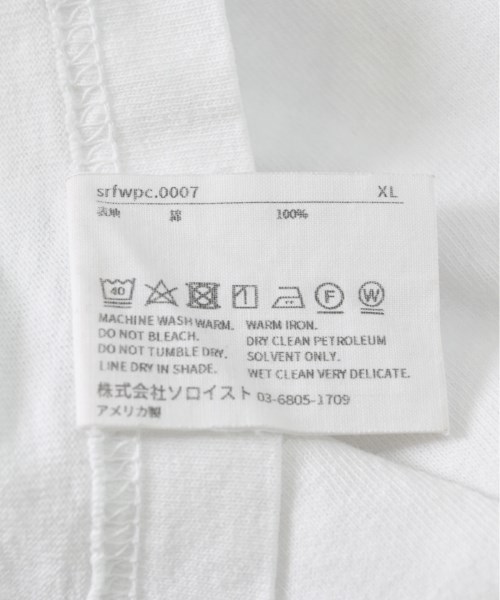 srfwpc.0007 XL
表地 綿 100%
40 F W
MACHINE WASH WARM. WARM IRON.
DO NOT BLEACH. DRY CLEAN PETROLEUM
DO NOT TUMBLE DRY. SOLVENT ONLY.
LINE DRY IN SHADE. WET CLEAN VERY DELICATE.
株式会社ソロイスト 03-6805-1709
アメリカ製